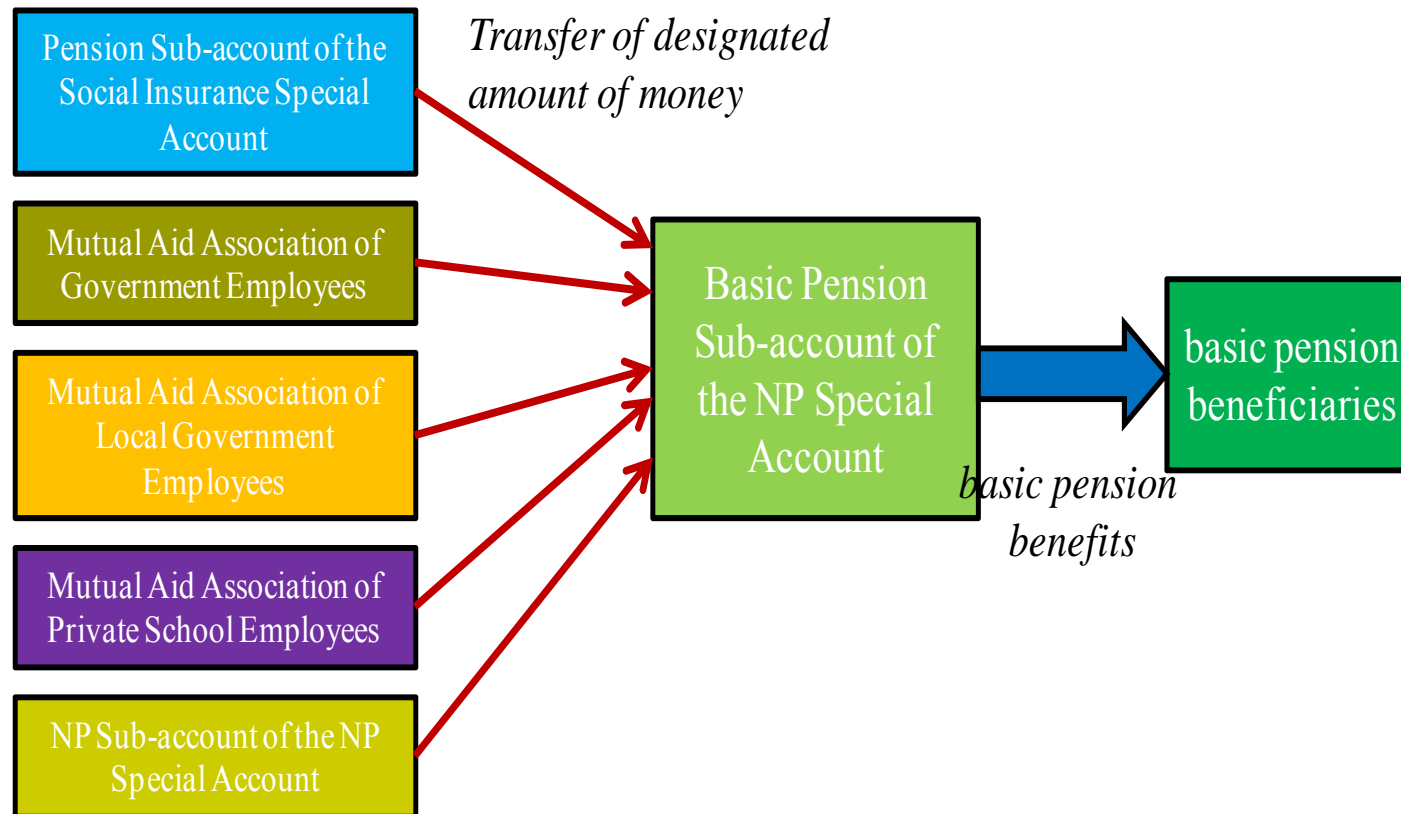 Pension Sub-account of the
Social Insurance Special
Account
Transfer of designated
amount of money
Mutual Aid Association of
Government Employees
Mutual Aid Association of
Local Government
Employees
Mutual Aid Association of
Private School Employees
NP Sub-account of the NP
Special Account
Basic Pension
Sub-account of
the NP Special
Account
basic pension
benefits
basic pension
beneficiaries